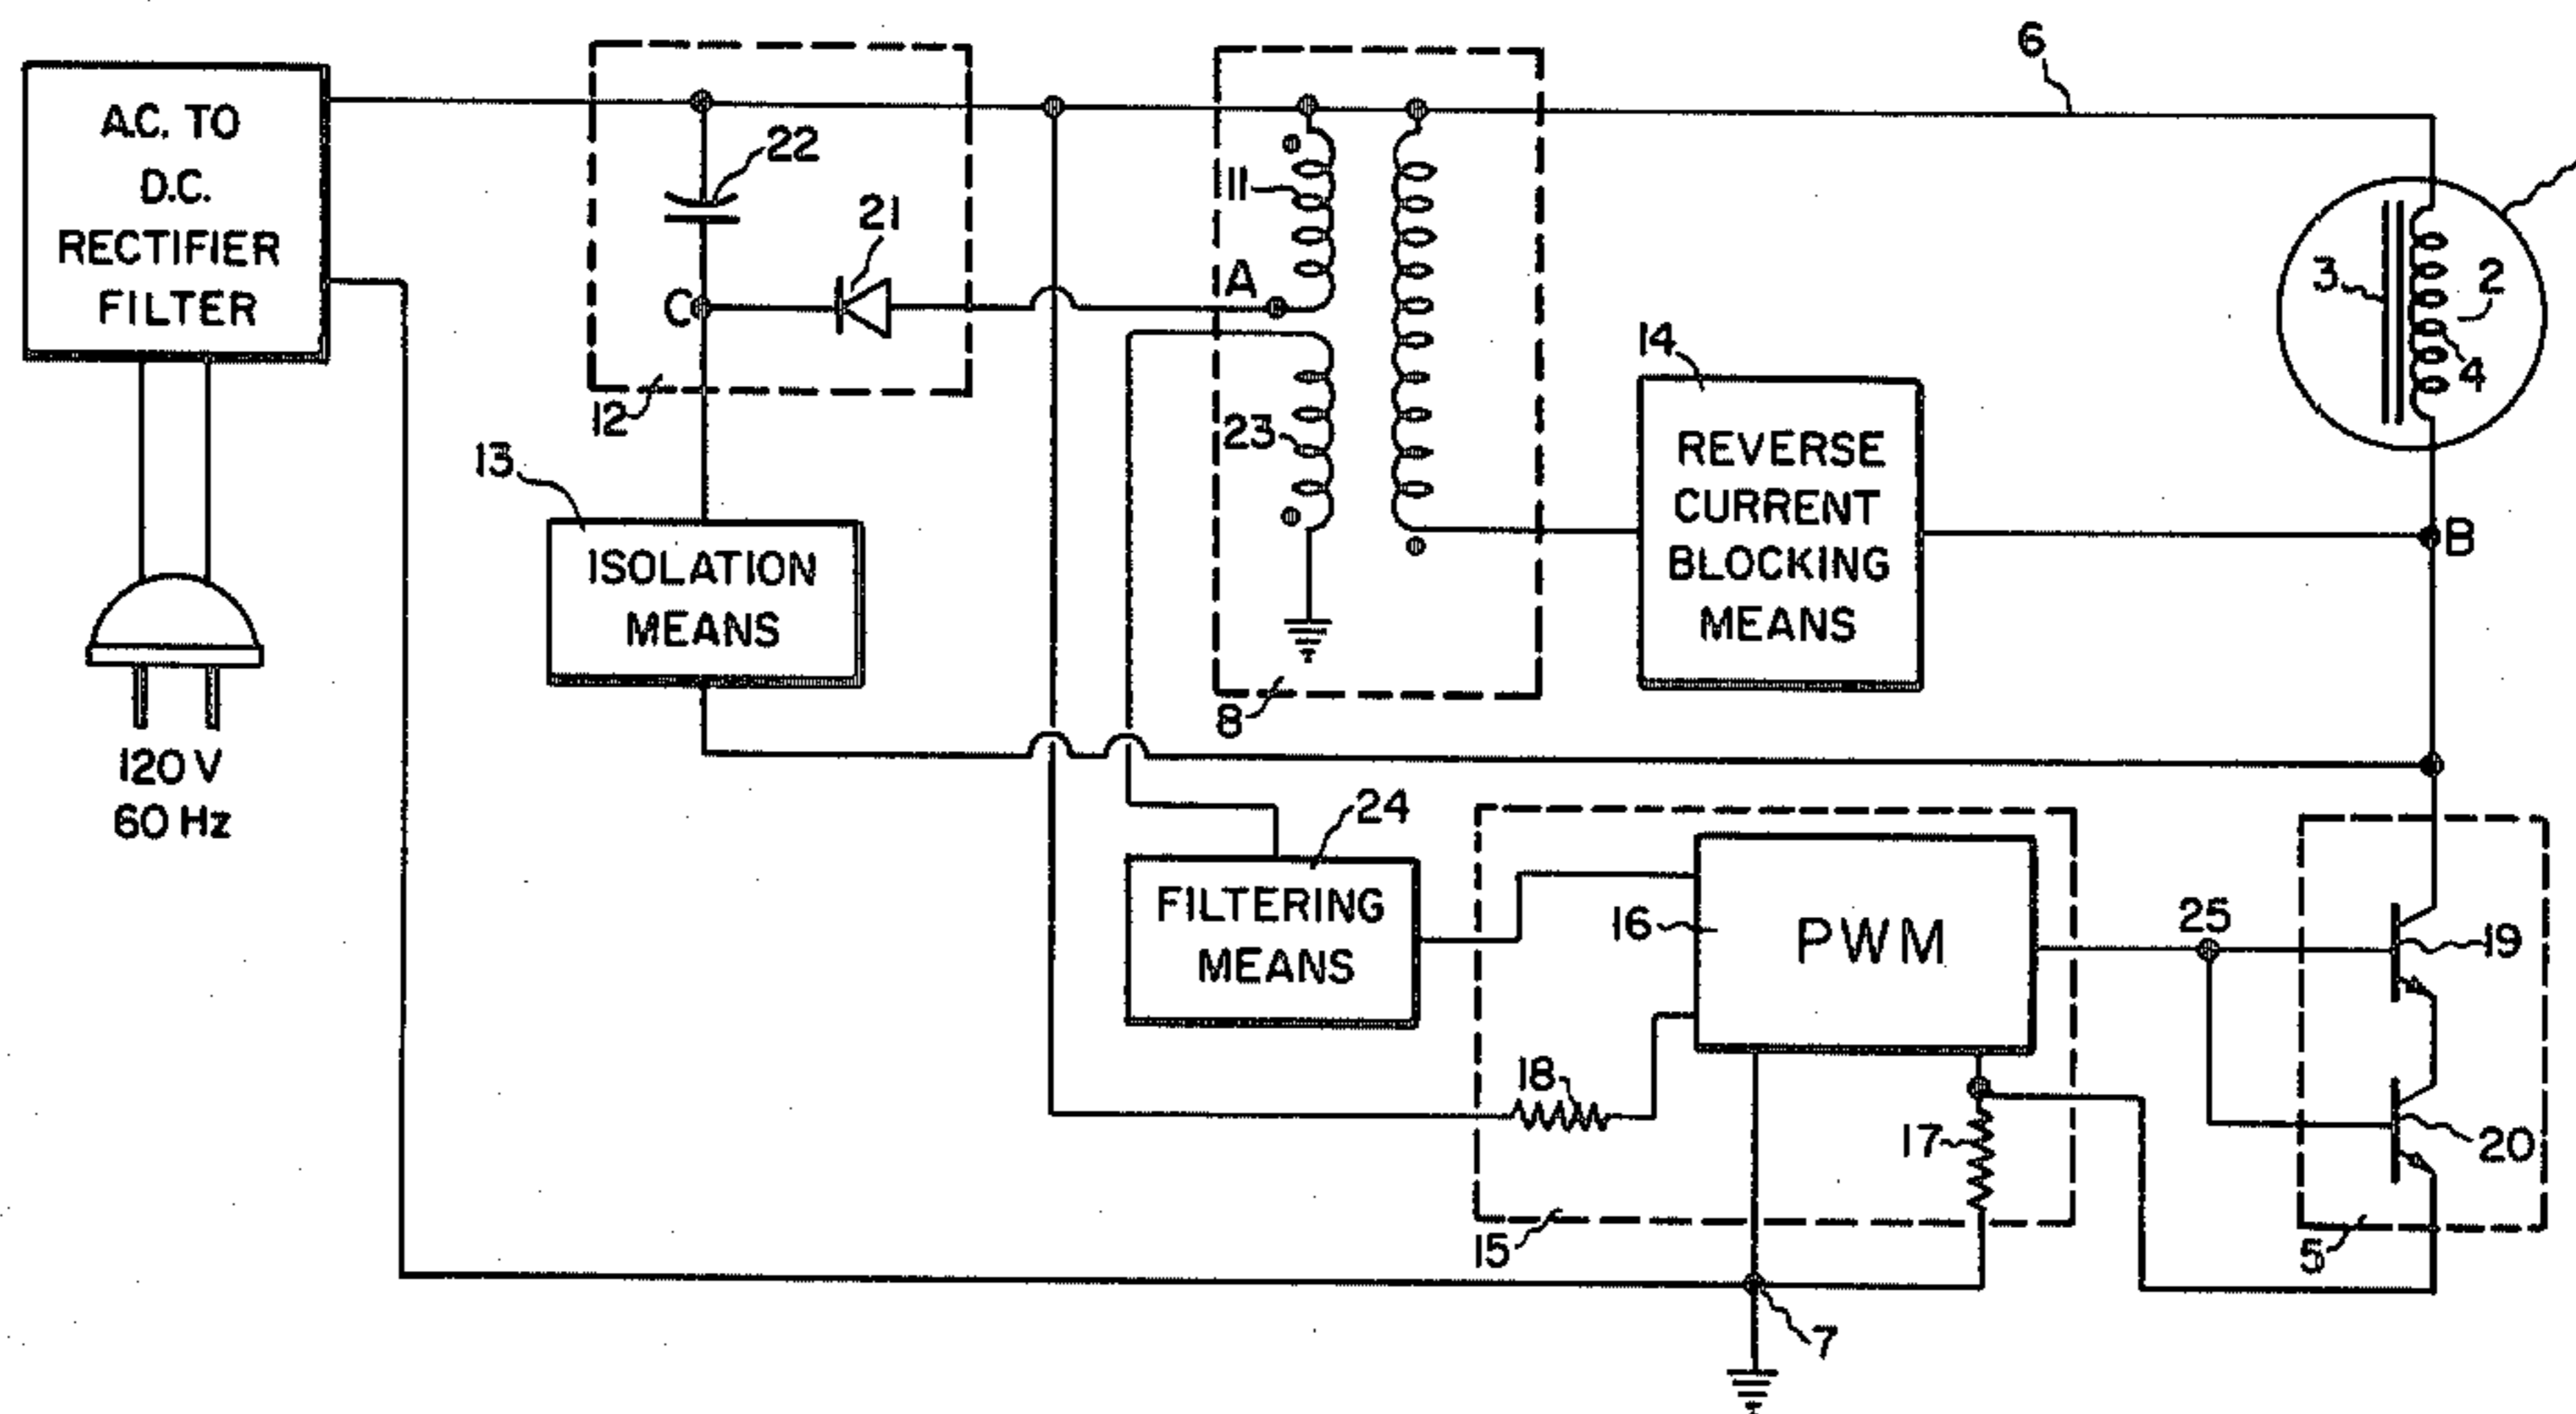 A.C. TO
D.C.
RECTIFIER
FILTER
120 V
60 Hz
22
21
C
12
13
ISOLATION
MEANS
11
A
23
8
6
14
REVERSE
CURRENT
BLOCKING
MEANS
3
2
4
B
24
FILTERING
MEANS
16
PWM
18
17
15
25
19
20
5
7